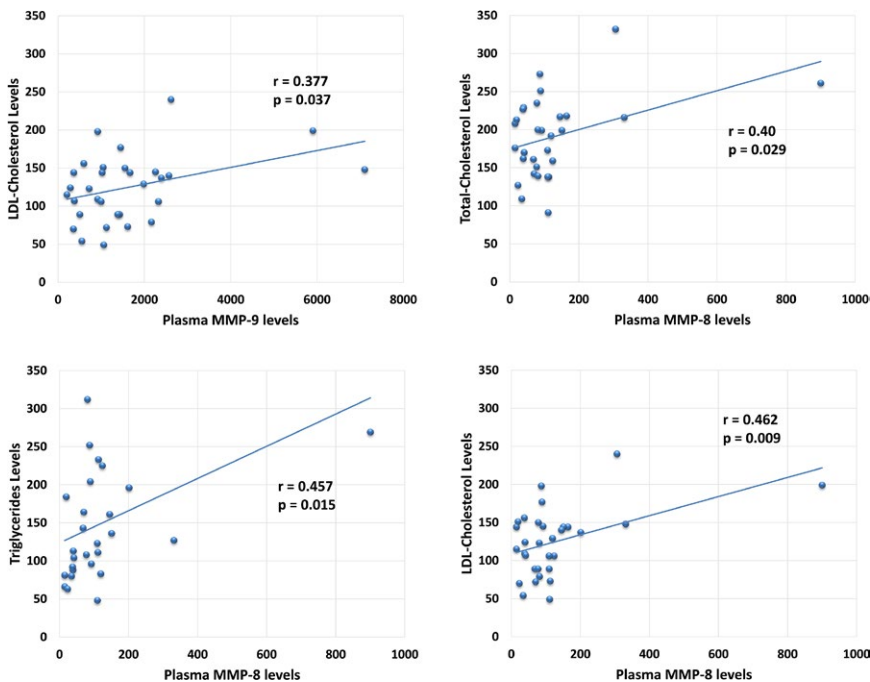 350
300
250
200
150
100
50
0
LDL-Cholesterol Levels
r = 0.377
p = 0.037
0 2000 4000 6000 8000
Plasma MMP-9 levels
350
300
250
200
150
100
50
0
Total-Cholesterol Levels
r = 0.40
p = 0.029
0 200 400 600 800 1000
Plasma MMP-8 levels
350
300
250
200
150
100
50
0
Triglycerides Levels
r = 0.457
p = 0.015
0 200 400 600 800 1000
Plasma MMP-8 levels
350
300
250
200
150
100
50
0
LDL-Cholesterol Levels
r = 0.462
p = 0.009
0 200 400 600 800 1000
Plasma MMP-8 levels